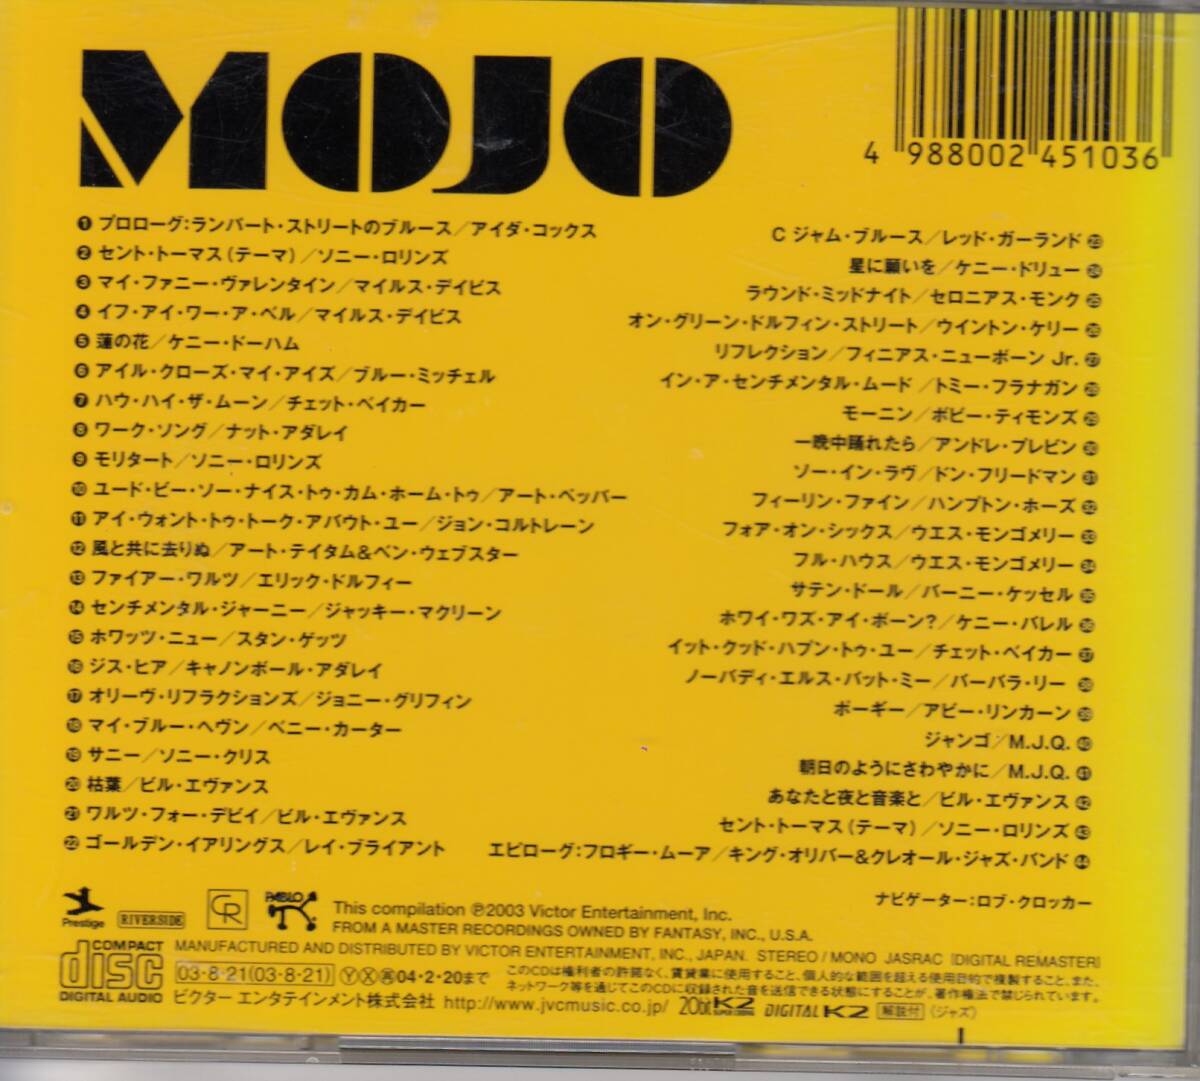 MOJO
4 988002 451036
❶ プロローグ:ランバート・ストリートのブルース/アイダ・コックス
❷ セント・トーマス(テーマ)/ソニー・ロリンズ
❸ マイ・ファニー・ヴァレンタイン/マイルス・デイビス
❹ イフ・アイ・ワー・ア・ベル/マイルス・デイビス
❺ 蓮の花/ケニー・ドーハム
❻ アイル・クローズ・マイ・アイズ/ブルー・ミッチェル
❼ ハウ・ハイ・ザ・ムーン/チェット・ベイカー
❽ ワーク・ソング/ナット・アダレイ
❾ モリタート/ソニー・ロリンズ
❿ ユード・ビー・ソー・ナイス・トゥ・カム・ホーム・トゥ/アート・ペッパー
⓫ アイ・ウォント・トゥ・トーク・アバウト・ユー/ジョン・コルトレーン
⓬ 風と共に去りぬ/アート・テイタム&ベン・ウェブスター
⓭ ファイアー・ワルツ/エリック・ドルフィー
⓮ センチメンタル・ジャーニー/ジャッキー・マクリーン
⓯ ホワッツ・ニュー/スタン・ゲッツ
⓰ ジス・ヒア/キャノンボール・アダレイ
⓱ オリーヴ・リフラクションズ/ジョニー・グリフィン
⓲ マイ・ブルー・ヘヴン/ベニー・カーター
⓳ サニー/ソニー・クリス
⓴ 枯葉/ビル・エヴァンス
㉑ ワルツ・フォー・デビイ/ビル・エヴァンス
㉒ ゴールデン・イアリングス/レイ・ブライアント
C ジャム・ブルース/レッド・ガーランド ㉓
星に願いを/ケニー・ドリュー ㉔
ラウンド・ミッドナイト/セロニアス・モンク ㉕
オン・グリーン・ドルフィン・ストリート/ウイントン・ケリー ㉖
リフレクション/フィニアス・ニューボーン Jr. ㉗
イン・ア・センチメンタル・ムード /トミー・フラナガン ㉘
モーニン/ボビー・ティモンズ ㉙
一晩中踊れたら/アンドレ・プレビン ㉚
ソー・イン・ラヴ/ドン・フリードマン ㉛
フィーリン・ファイン/ハンプトン・ホーズ ㉜
フォア・オン・シックス/ウエス・モンゴメリー ㉝
フル・ハウス/ウエス・モンゴメリー ㉞
サテン・ドール/バーニー・ケッセル ㉟
ホワイ・ワズ・アイ・ボーン?/ケニー・バレル ㊱
イット・クッド・ハプン・トゥ・ユー/チェット・ベイカー ㊲
ノーバディ・エルス・バット・ミー/バーバラ・リー ㊳
ポーギー/アビー・リンカーン ㊴
ジャンゴ/M.J.Q. ㊵
朝日のようにさわやかに/M.J.Q. ㊶
あなたと夜と音楽と/ビル・エヴァンス ㊷
セント・トーマス(テーマ)/ソニー・ロリンズ ㊸
エピローグ:フロギー・ムーア/キング・オリバー&クレオール・ジャズ・バンド ㊹
ナビゲーター:ロブ・クロッカー
Prestige RIVERSIDE CR PABLO
This compilation ℗2003 Victor Entertainment, Inc.
FROM A MASTER RECORDINGS OWNED BY FANTASY, INC., U.S.A.
COMPACT disc DIGITAL AUDIO
MANUFACTURED AND DISTRIBUTED BY VICTOR ENTERTAINMENT, INC., JAPAN. STEREO/MONO JASRAC [DIGITAL REMASTER]
03・8・21(03・8・21) Ⓨ Ⓧ ㊢04・2・20まで
このCDは権利者の許諾なく、賃貸業に使用すること、個人的な範囲を超える使用目的で複製すること、また、
ネットワーク等を通じてこのCDに収録された音を送信できる状態にすることが、著作権法で禁じられています。
ビクター エンタテインメント株式会社 http://www.jvcmusic.co.jp/ 20bit K2 SUPER CODING DIGITAL K2 解説付 (ジャズ)